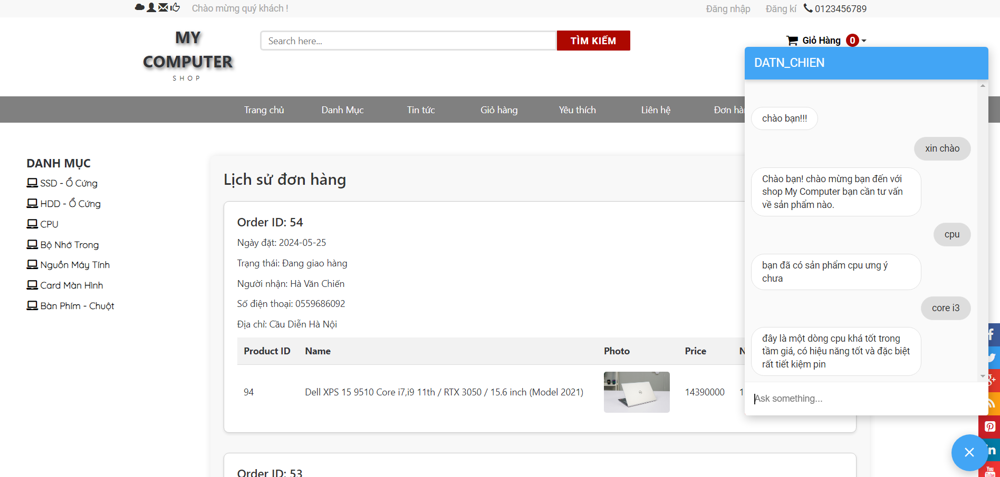 Chào mừng quý khách !
Đăng nhập Đăng kí 0123456789
MY
COMPUTER
SHOP
Search here...
TÌM KIẾM
Giỏ Hàng 0
Trang chủ Danh Mục Tin tức Giỏ hàng Yêu thích Liên hệ Đơn
DANH MỤC
SSD - Ổ Cứng
HDD - Ổ Cứng
CPU
Bộ Nhớ Trong
Nguồn Máy Tính
Card Màn Hình
Bàn Phím - Chuột
Lịch sử đơn hàng
Order ID: 54
Ngày đặt: 2024-05-25
Trạng thái: Đang giao hàng
Người nhận: Hà Văn Chiến
Số điện thoại: 0559686092
Địa chỉ: Cầu Diễn Hà Nội
Product ID Name Photo Price
94 Dell XPS 15 9510 Core i7,i9 11th / RTX 3050 / 15.6 inch (Model 2021) 14390000 1
Order ID: 53
DATN_CHIEN
chào bạn!!!
xin chào
Chào bạn! chào mừng bạn đến với
shop My Computer bạn cần tư vấn
về sản phẩm nào.
cpu
bạn đã có sản phẩm cpu ưng ý
chưa
core i3
đây là một dòng cpu khá tốt trong
tầm giá, có hiệu năng tốt và đặc biệt
rất tiết kiệm pin
Ask something...
You
Tube